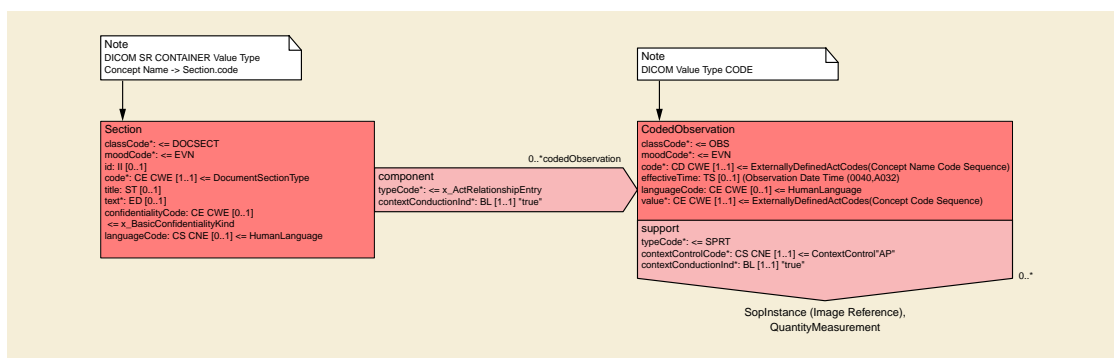 Note
DICOM SR CONTAINER Value Type
Concept Name -> Section.code
Note
DICOM Value Type CODE
Section
classCode*: <= DOCSECT
moodCode*: <= EVN
id: II [0..1]
code*: CE CWE [1..1] <= DocumentSectionType
title: ST [0..1]
text*: ED [0..1]
confidentialityCode: CE CWE [0..1]
<= x_BasicConfidentialityKind
languageCode: CS CNE [0..1] <= HumanLanguage
0..*codedObservation
component
typeCode*: <= x_ActRelationshipEntry
contextConductionInd*: BL [1..1] "true"
CodedObservation
classCode*: <= OBS
moodCode*: <= EVN
code*: CD CWE [1..1] <= ExternallyDefinedActCodes(Concept Name Code Sequence)
effectiveTime: TS [0..1] (Observation Date Time (0040,A032)
languageCode: CE CWE [0..1] <= HumanLanguage
value*: CE CWE [1..1] <= ExternallyDefinedActCodes(Concept Code Sequence)
support
typeCode*: <= SPRT
contextControlCode*: CS CNE [1..1] <= ContextControl"AP"
contextConductionInd*: BL [1..1] "true"
0..*
SopInstance (Image Reference),
QuantityMeasurement